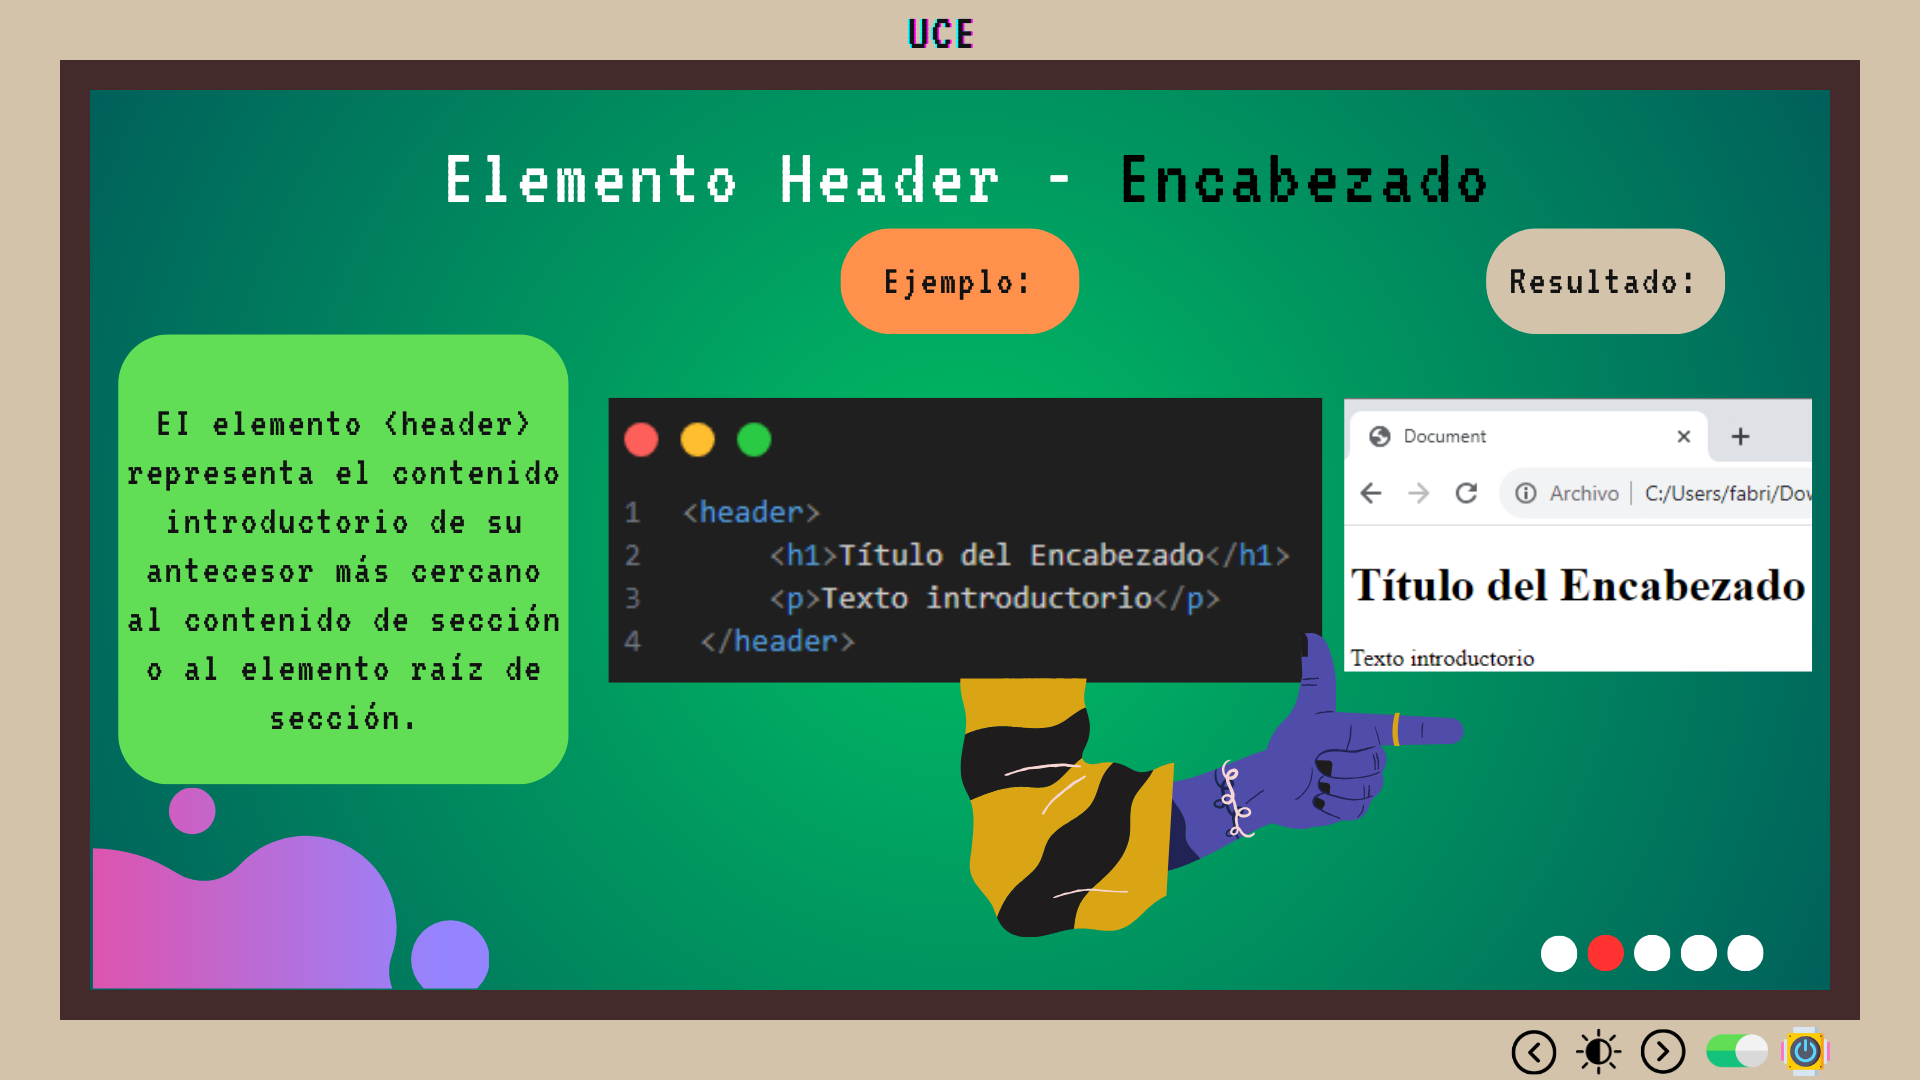 UCE
Elemento Header - Encabezado
Ejemplo:
Resultado:
EI elemento <header>
representa el contenido
introductorio de su
antecesor más cercano
al contenido de sección
o al elemento raíz de
sección.
1 <header>
2 <h1>Título del Encabezado</h1>
3 <p>Texto introductorio</p>
4 </header>
Document
Archivo C:/Users/fabri/Dow
Título del Encabezado
Texto introductorio